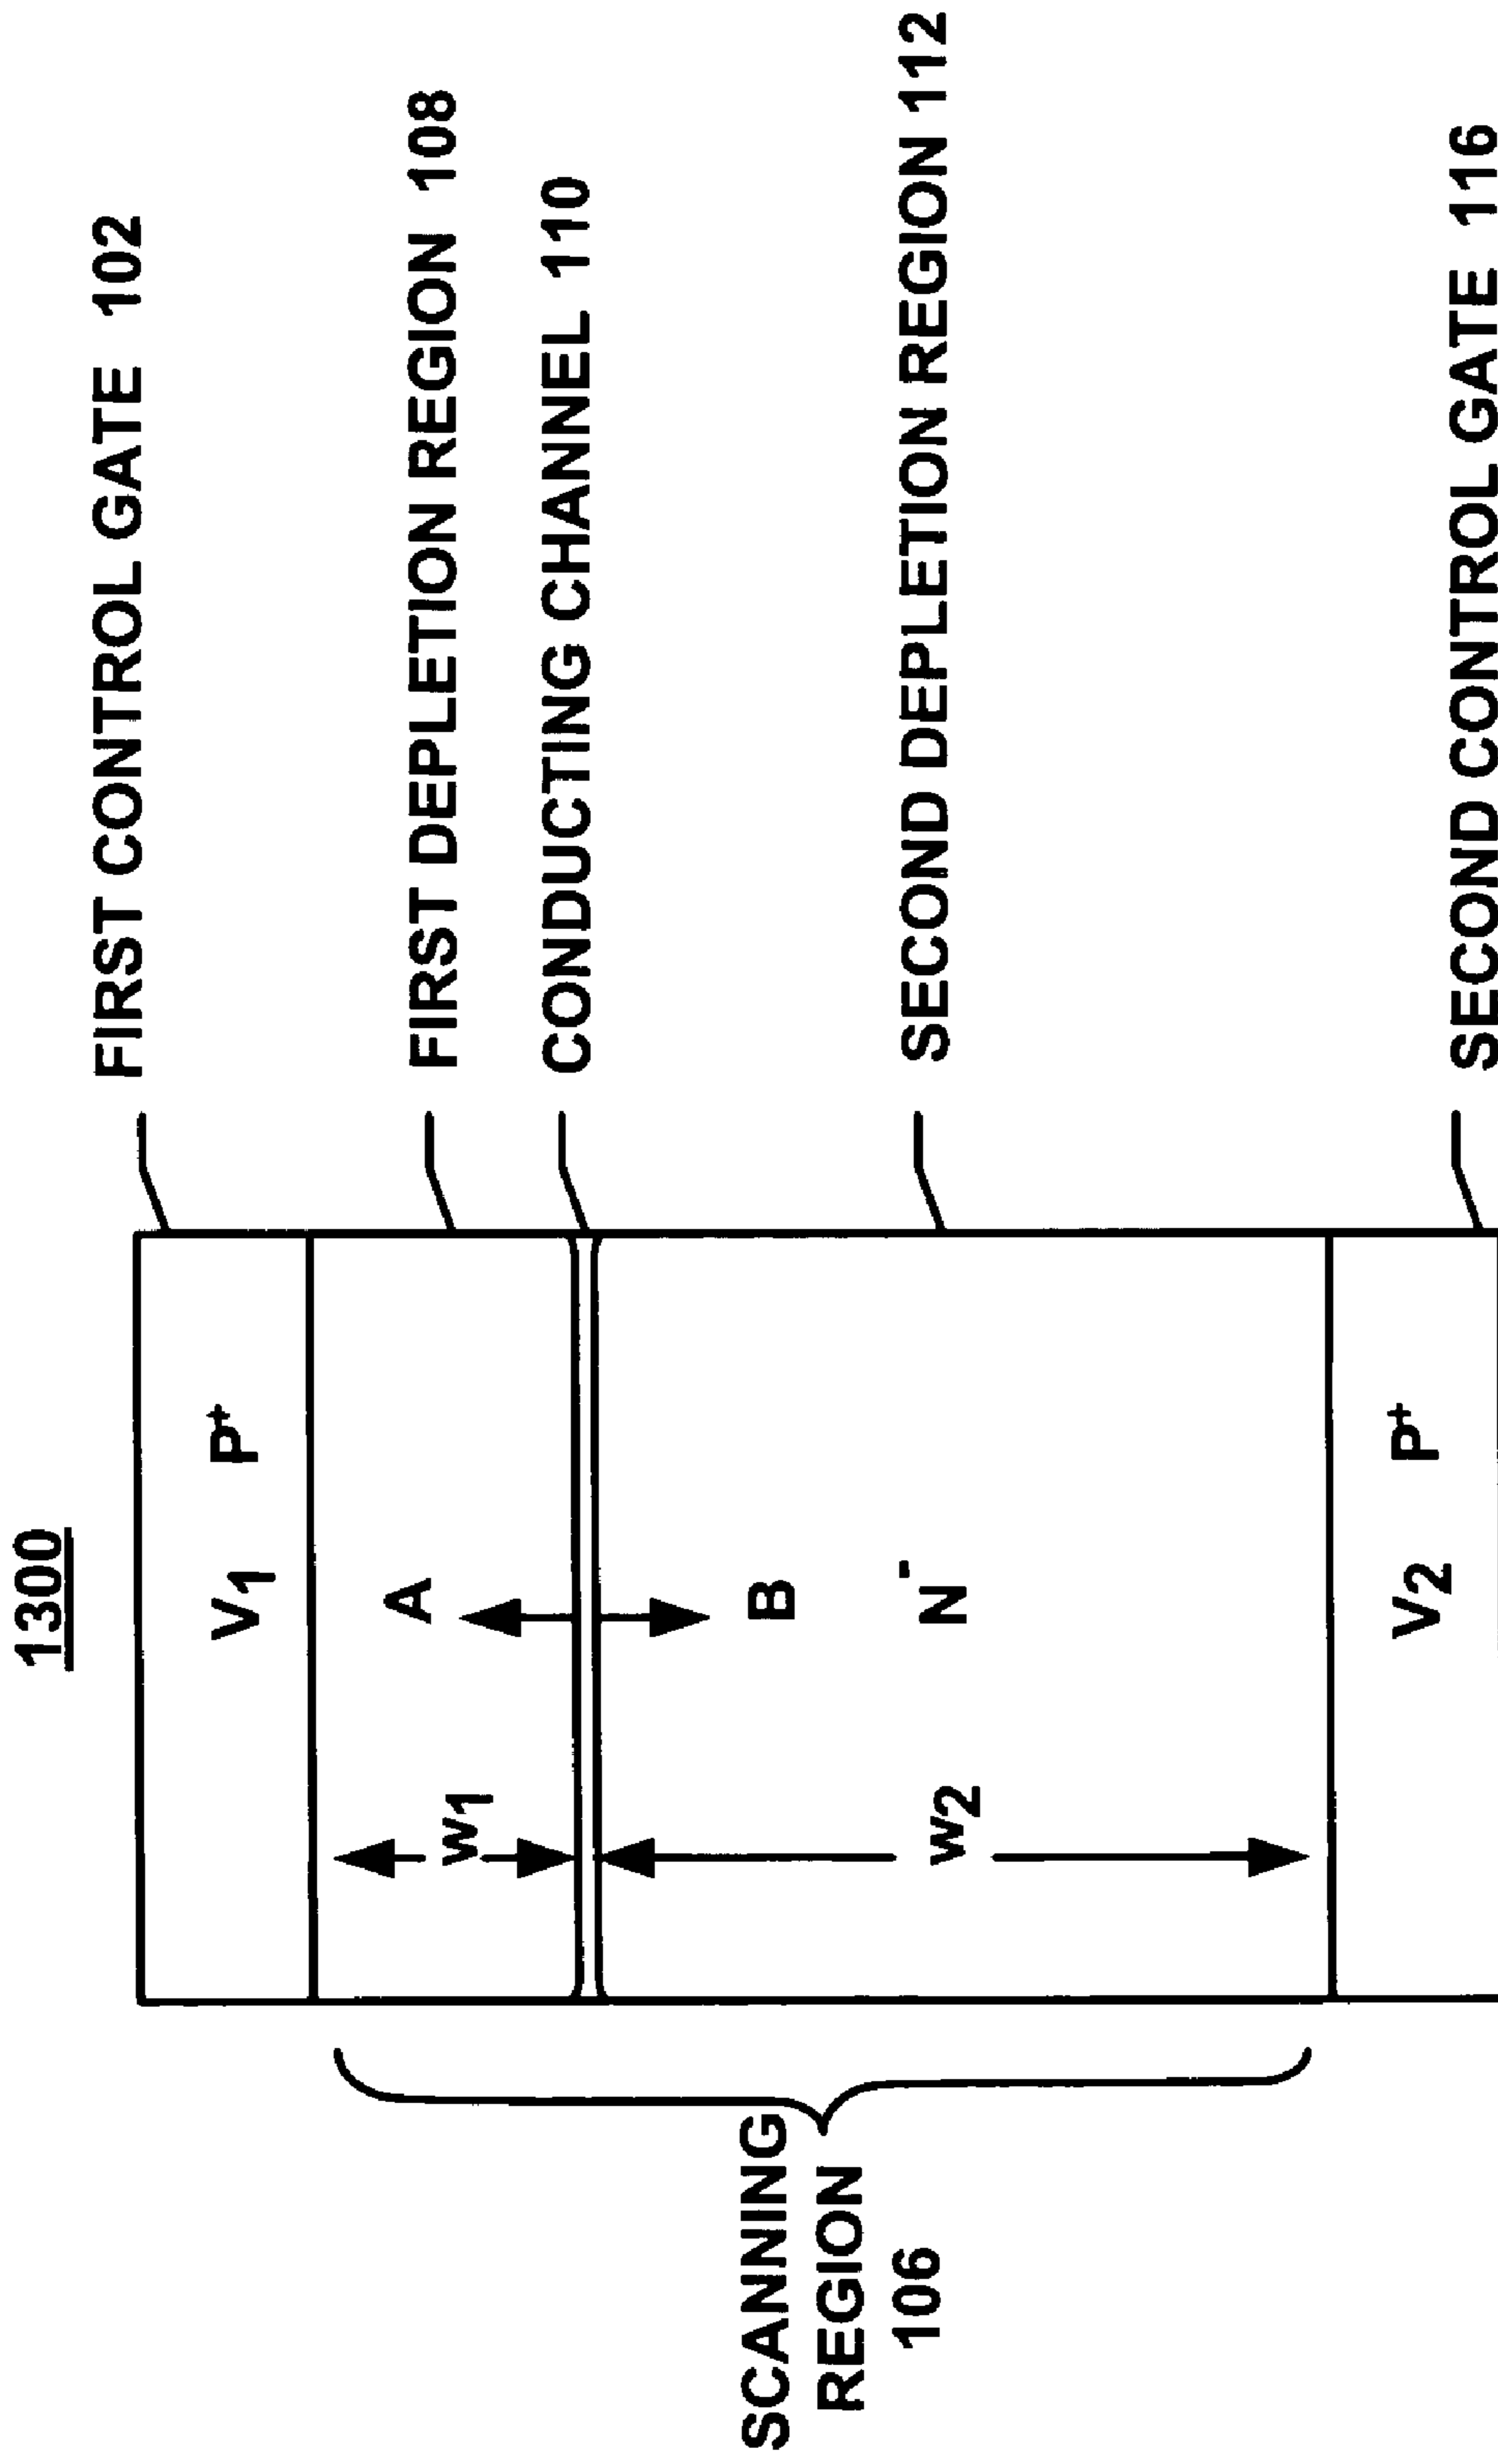 1300
FIRST CONTROL GATE 102
V1 P+
FIRST DEPLETION REGION 108
A
W1
CONDUCTING CHANNEL 110
B
SCANNING
REGION
106
W2
N-
SECOND DEPLETION REGION 112
V2 P+
SECOND CONTROL GATE 116